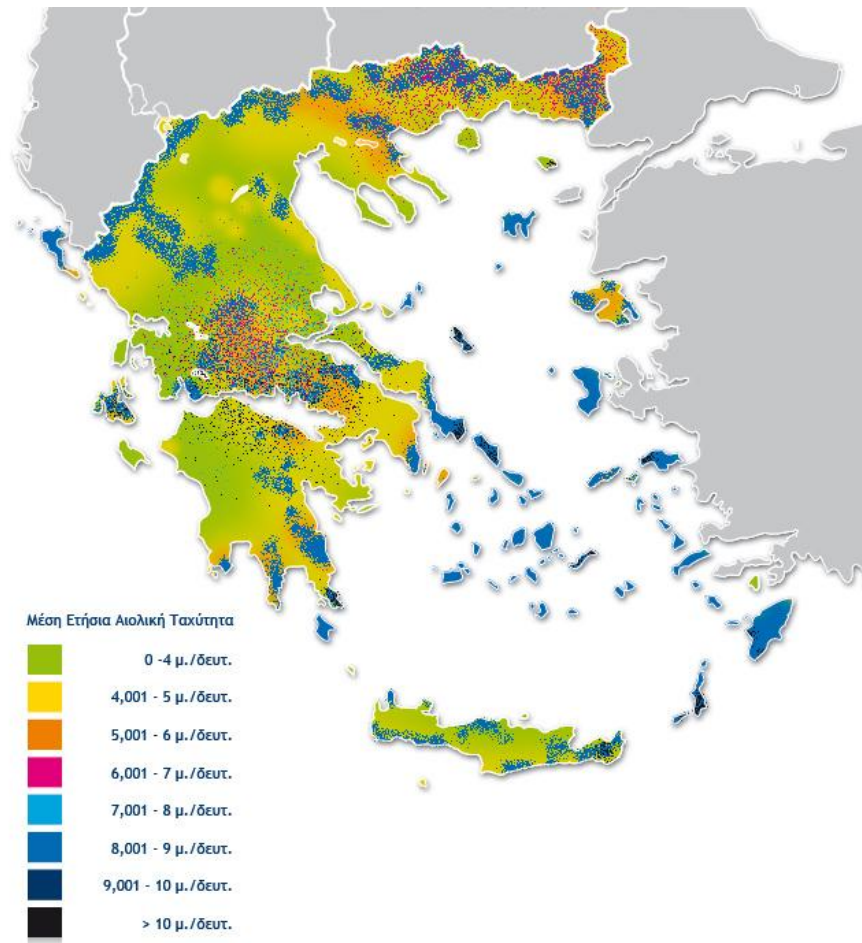 Μέση Ετήσια Αιολική Ταχύτητα
0 -4 μ./δευτ.
4,001 - 5 μ./δευτ.
5,001 - 6 μ./δευτ.
6,001 - 7 μ./δευτ.
7,001 - 8 μ./δευτ.
8,001 - 9 μ./δευτ.
9,001 - 10 μ./δευτ.
> 10 μ./δευτ.